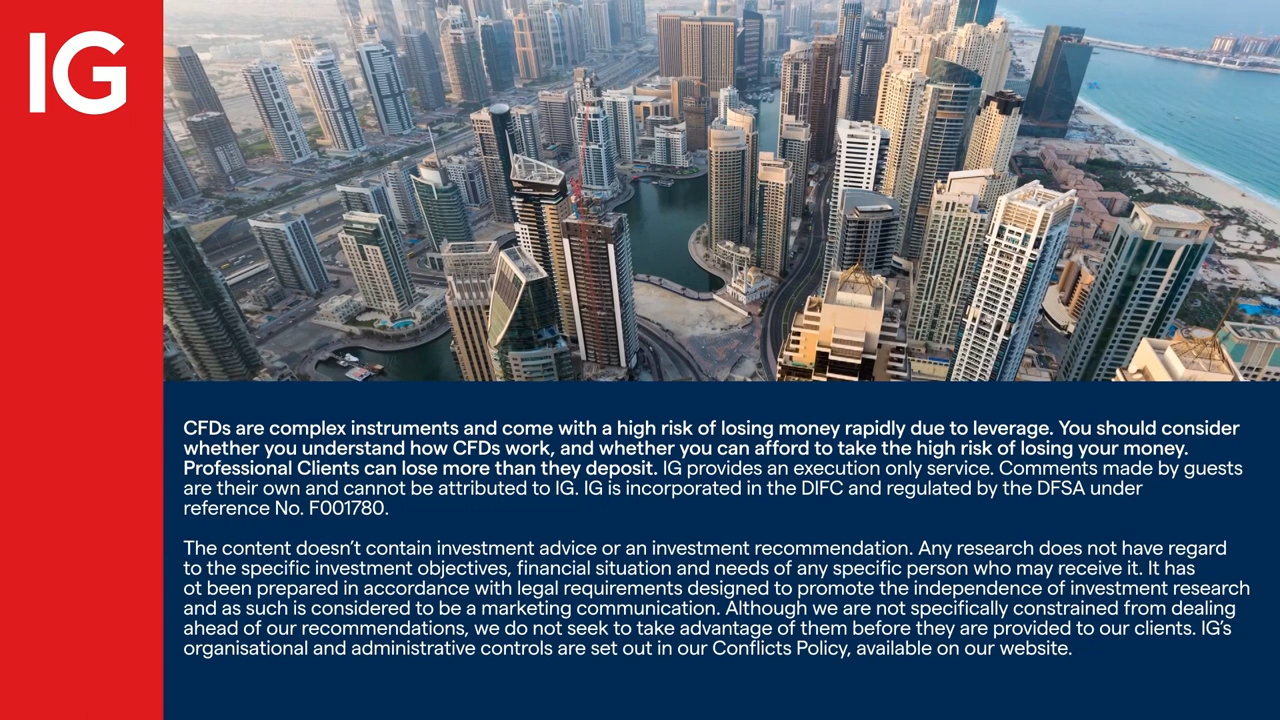 IG
CFDs are complex instruments and come with a high risk of losing money rapidly due to leverage. You should consider
whether you understand how CFDs work, and whether you can afford to take the high risk of losing your money.
Professional Clients can lose more than they deposit. IG provides an execution only service. Comments made by guests
are their own and cannot be attributed to IG. IG is incorporated in the DIFC and regulated by the DFSA under
reference No. F001780.
The content doesn’t contain investment advice or an investment recommendation. Any research does not have regard
to the specific investment objectives, financial situation and needs of any specific person who may receive it. It has
ot been prepared in accordance with legal requirements designed to promote the independence of investment research
and as such is considered to be a marketing communication. Although we are not specifically constrained from dealing
ahead of our recommendations, we do not seek to take advantage of them before they are provided to our clients. IG’s
organisational and administrative controls are set out in our Conflicts Policy, available on our website.